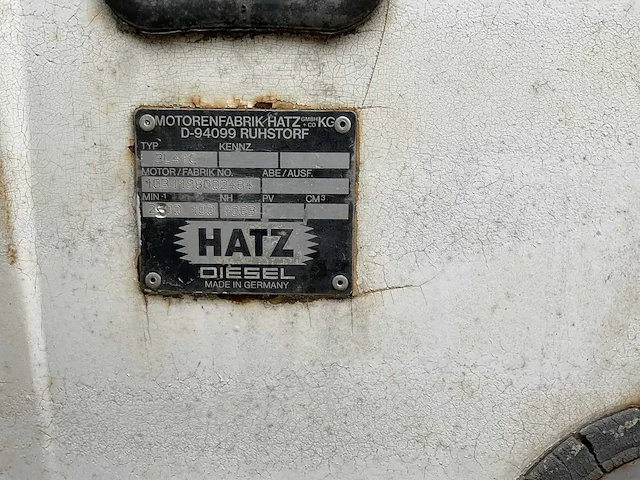 MOTORENFABRIK HATZ GMBH + CO KG
D-94099 RUHSTORF
TYP KENNZ.
MOTOR/FABRIK NO. ABE/AUSF.
MIN-1 NH PV CM³
HATZ
DIESEL
MADE IN GERMANY